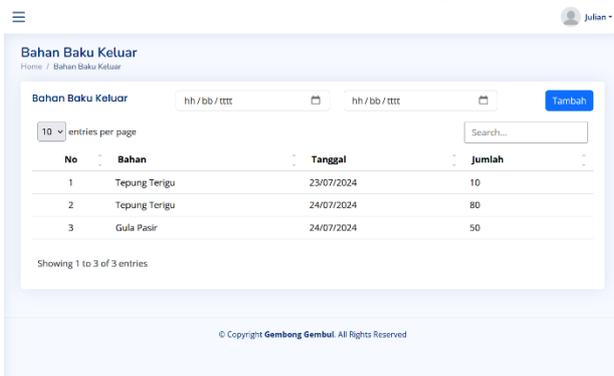 Julian
Bahan Baku Keluar
Home / Bahan Baku Keluar
Bahan Baku Keluar hh/bb/tttt hh/bb/tttt Tambah
10 entries per page Search...
No Bahan Tanggal Jumlah
1 Tepung Terigu 23/07/2024 10
2 Tepung Terigu 24/07/2024 80
3 Gula Pasir 24/07/2024 50
Showing 1 to 3 of 3 entries
© Copyright Gembong Gembul. All Rights Reserved